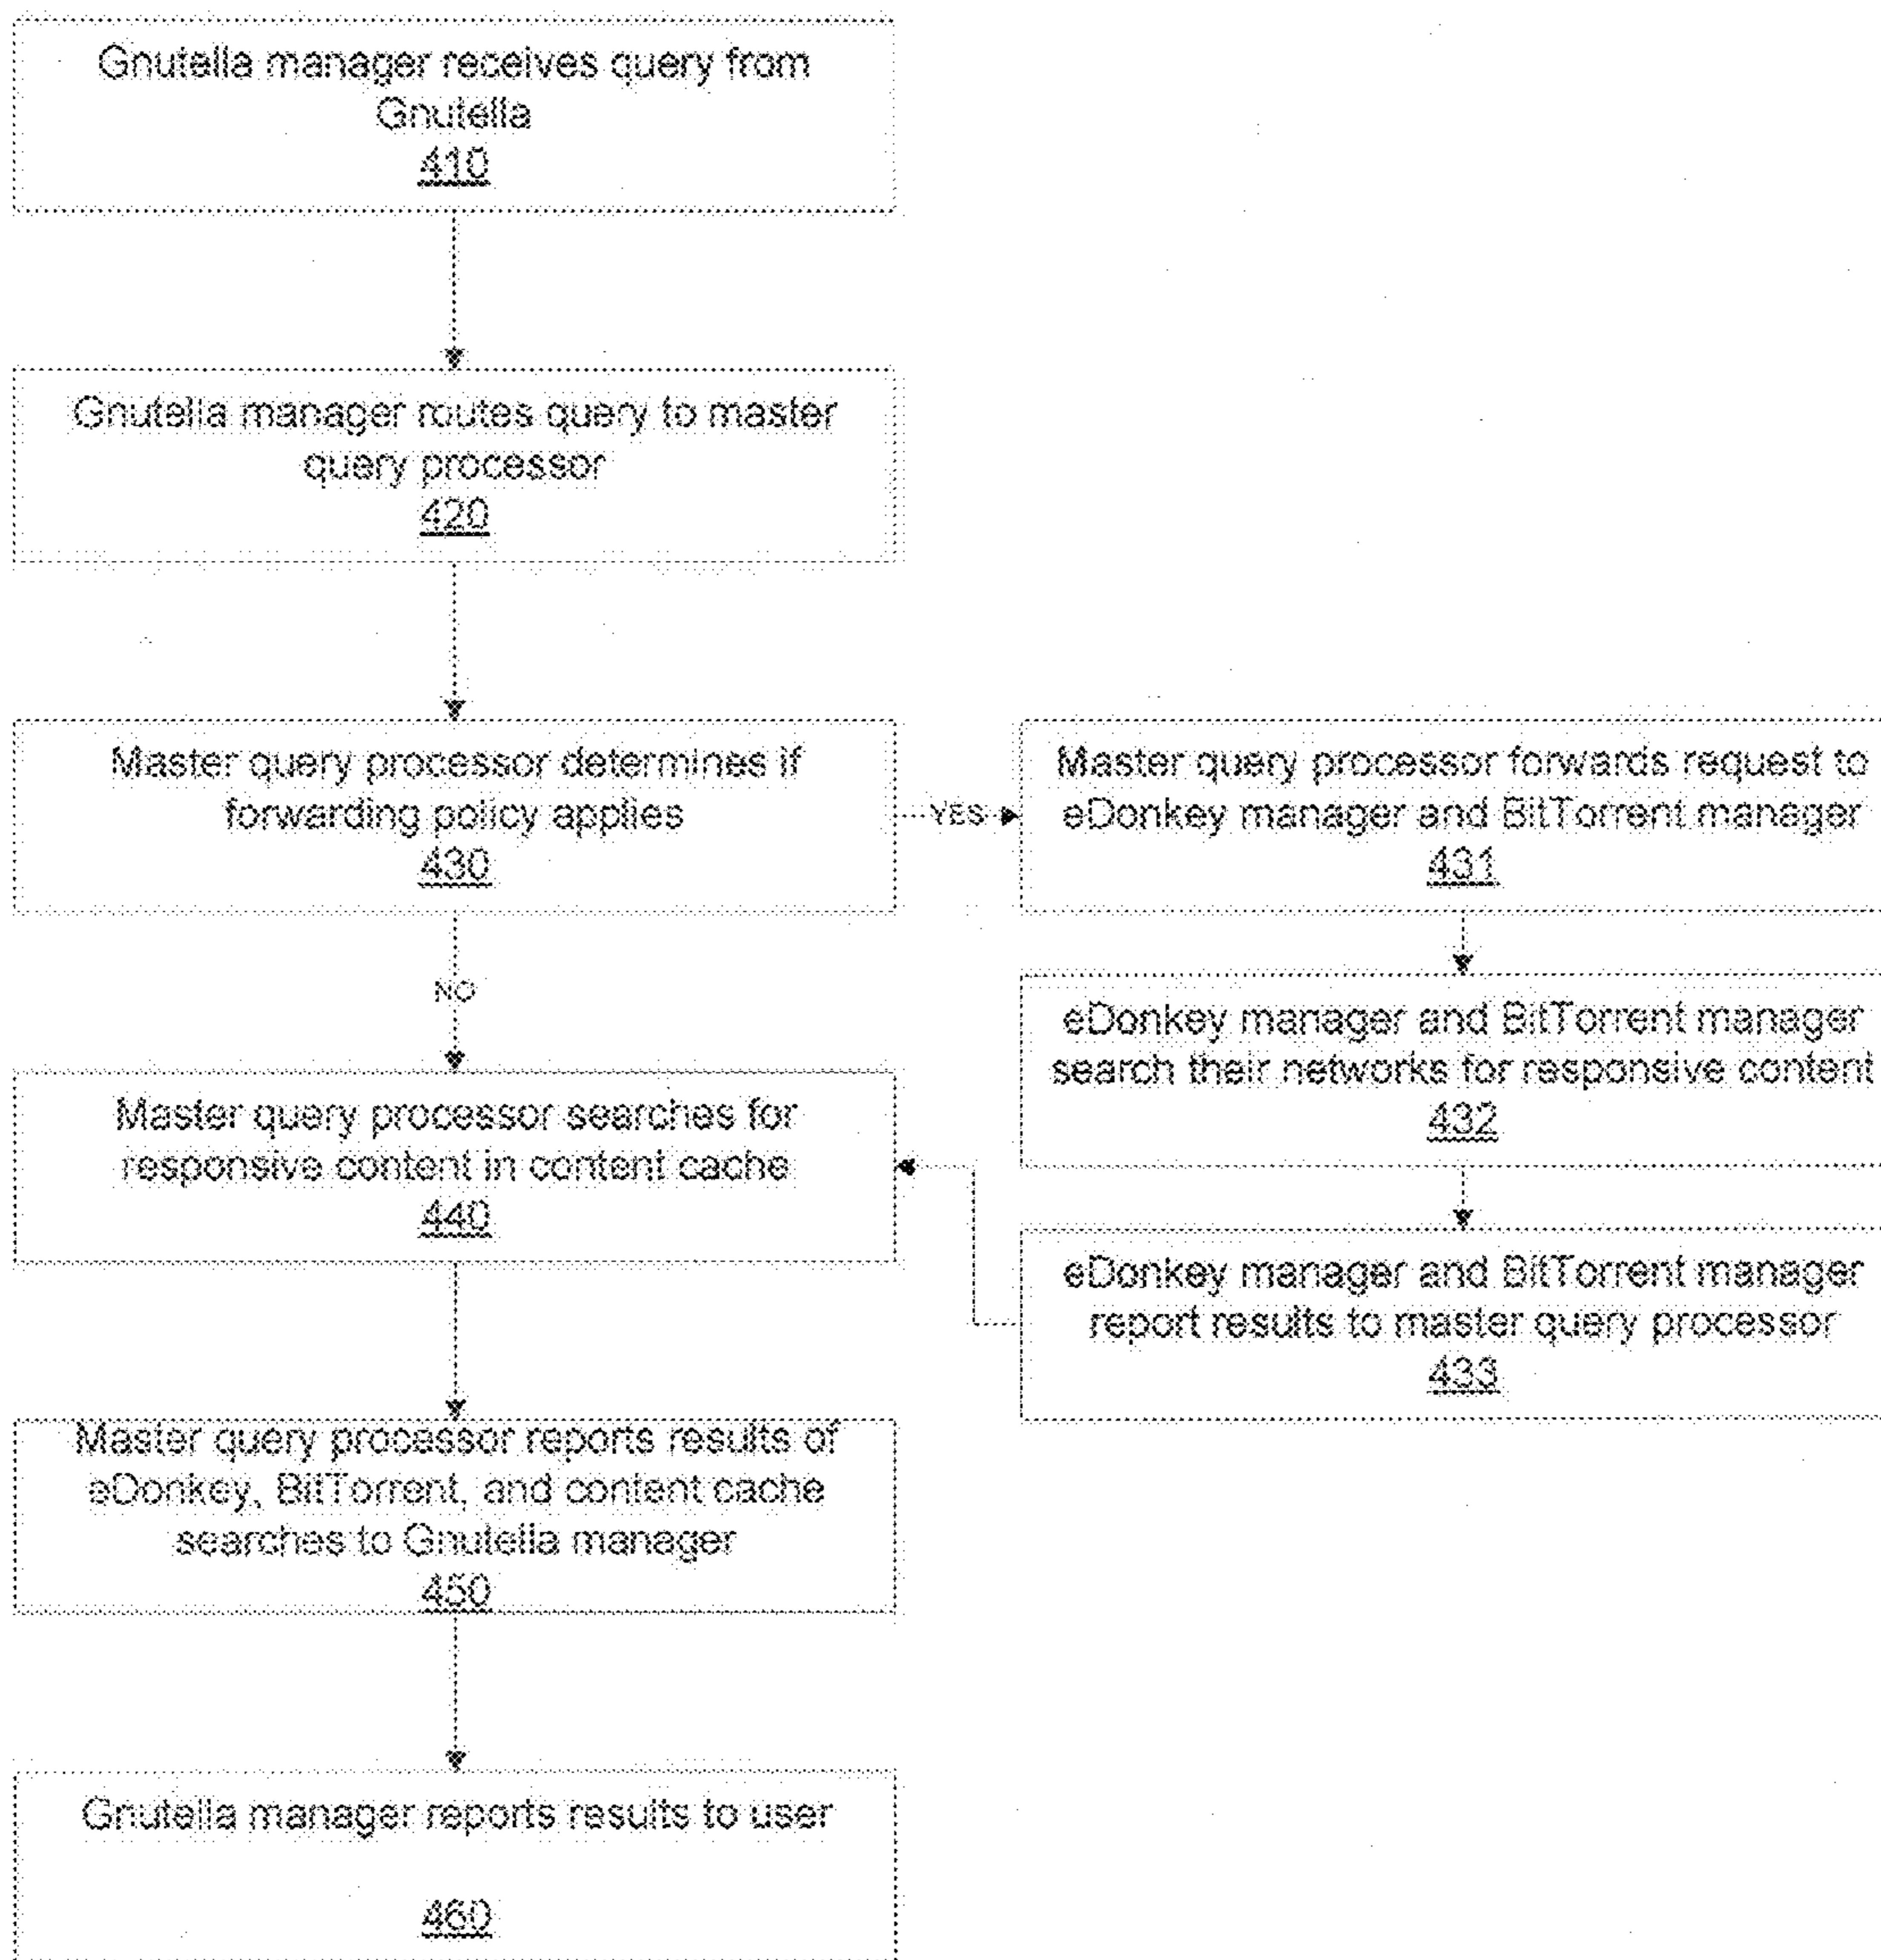 Gnutella manager receives query from
Gnutella
410
Gnutella manager routes query to master
query processor
420
Master query processor determines if
forwarding policy applies
430
YES
Master query processor forwards request to
eDonkey manager and BitTorrent manager
431
NO
eDonkey manager and BitTorrent manager
search their networks for responsive content
432
Master query processor searches for
responsive content in content cache
440
eDonkey manager and BitTorrent manager
report results to master query processor
433
Master query processor reports results of
eDonkey, BitTorrent, and content cache
searches to Gnutella manager
450
Gnutella manager reports results to user
460